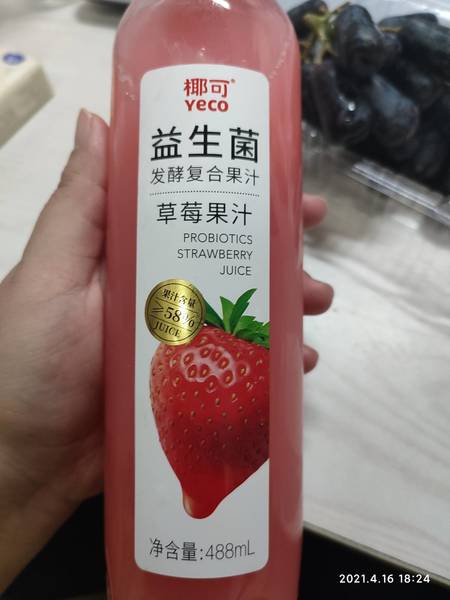 椰可®
Yeco
益生菌
发酵复合果汁
草莓果汁
PROBIOTICS
STRAWBERRY
JUICE
果汁含量
≥58%
JUICE
净含量:488mL
2021.4.16 18:24